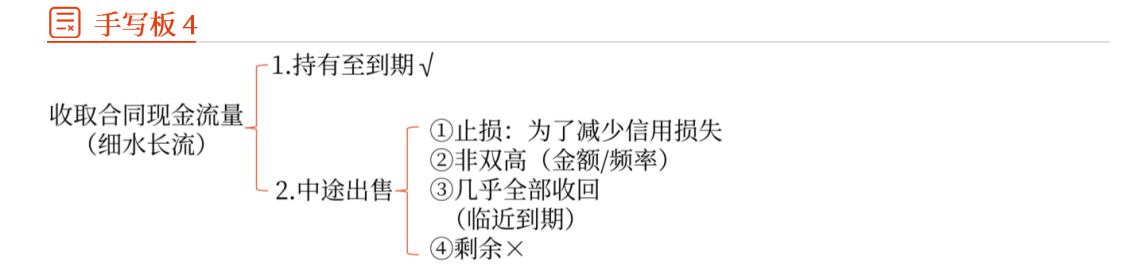 手写板 4
1.持有至到期√
收取合同现金流量
（细水长流）
2.中途出售
①止损：为了减少信用损失
②非双高（金额/频率）
③几乎全部收回
（临近到期）
④剩余×